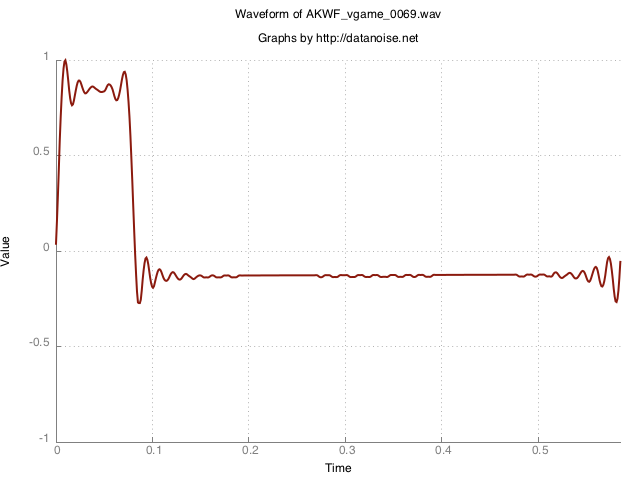 Waveform of AKWF_vgame_0069.wav
Graphs by http://datanoise.net
1
0.5
0
-0.5
-1
Value
0 0.1 0.2 0.3 0.4 0.5
Time